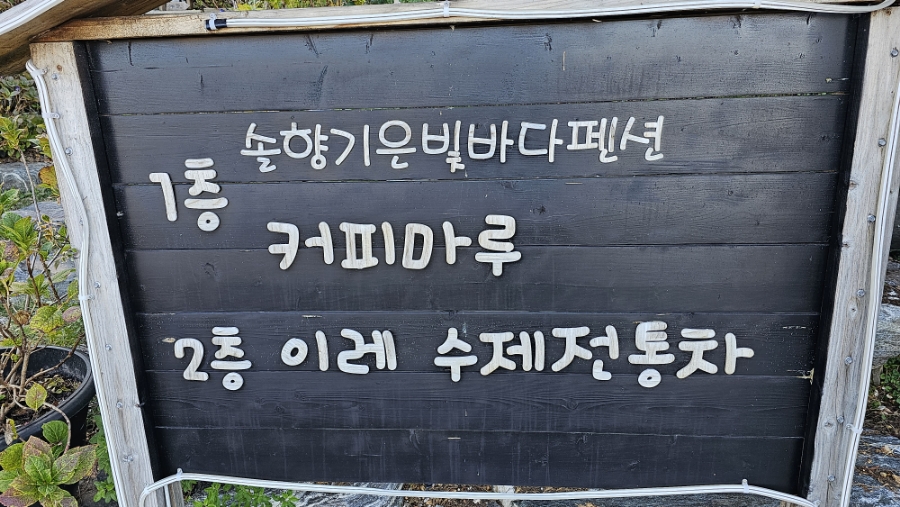 솔향기은빛바다펜션
1층
커피마루
2층 이레 수제전통차